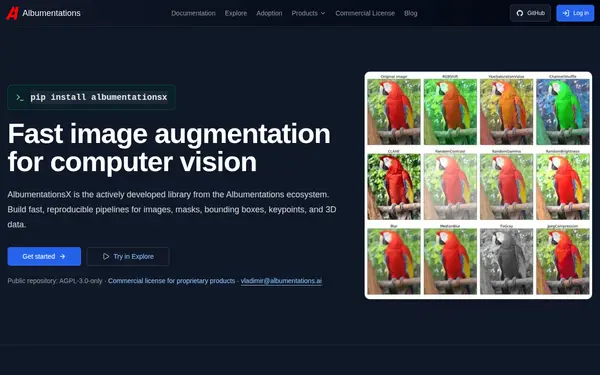 Albumentations
Documentation Explore Adoption Products Commercial License Blog
GitHub
Log in
pip install albumentationsx
Fast image augmentation
for computer vision
AlbumentationsX is the actively developed library from the Albumentations ecosystem.
Build fast, reproducible pipelines for images, masks, bounding boxes, keypoints, and 3D
data.
Get started
Try in Explore
Public repository: AGPL-3.0-only · Commercial license for proprietary products · vladimir@albumentations.ai
Original image RGBShift HueSaturationValue ChannelShuffle
CLAHE RandomContrast RandomGamma RandomBrightness
Blur MedianBlur ToGray JpegCompression